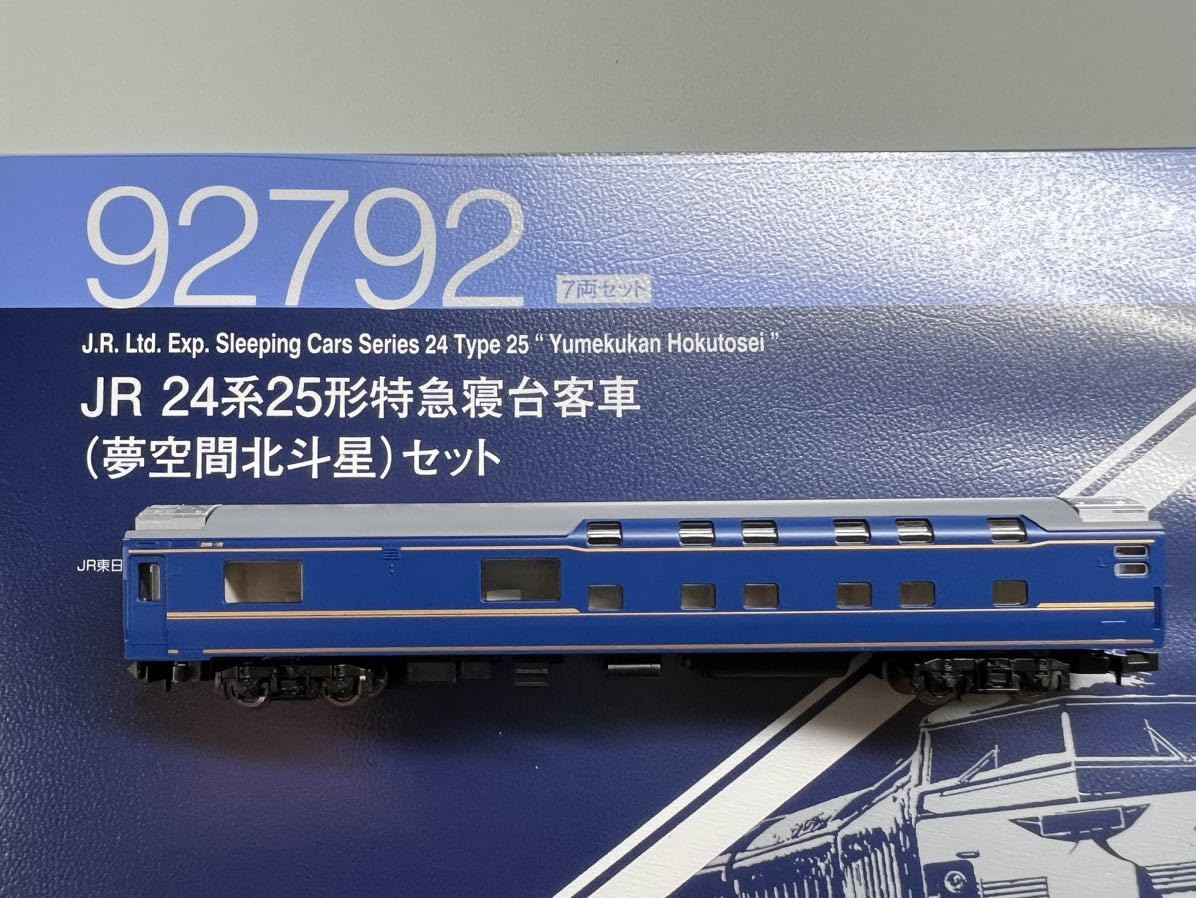 92792
7両セット
J.R. Ltd. Exp. Sleeping Cars Series 24 Type 25 “ Yumekukan Hokutosei ”
JR 24系25形特急寝台客車
(夢空間北斗星)セット
JR東日